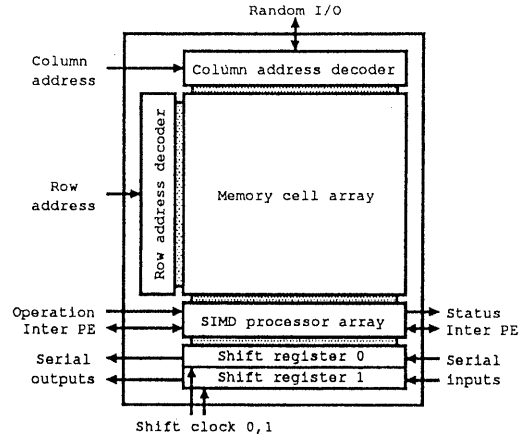 Random I/O
Column
address
Column address decoder
Row address decoder
Row
address
Memory cell array
Operation
Inter PE
SIMD processor array
Status
Inter PE
Serial
outputs
Shift register 0
Shift register 1
Serial
inputs
Shift clock 0,1